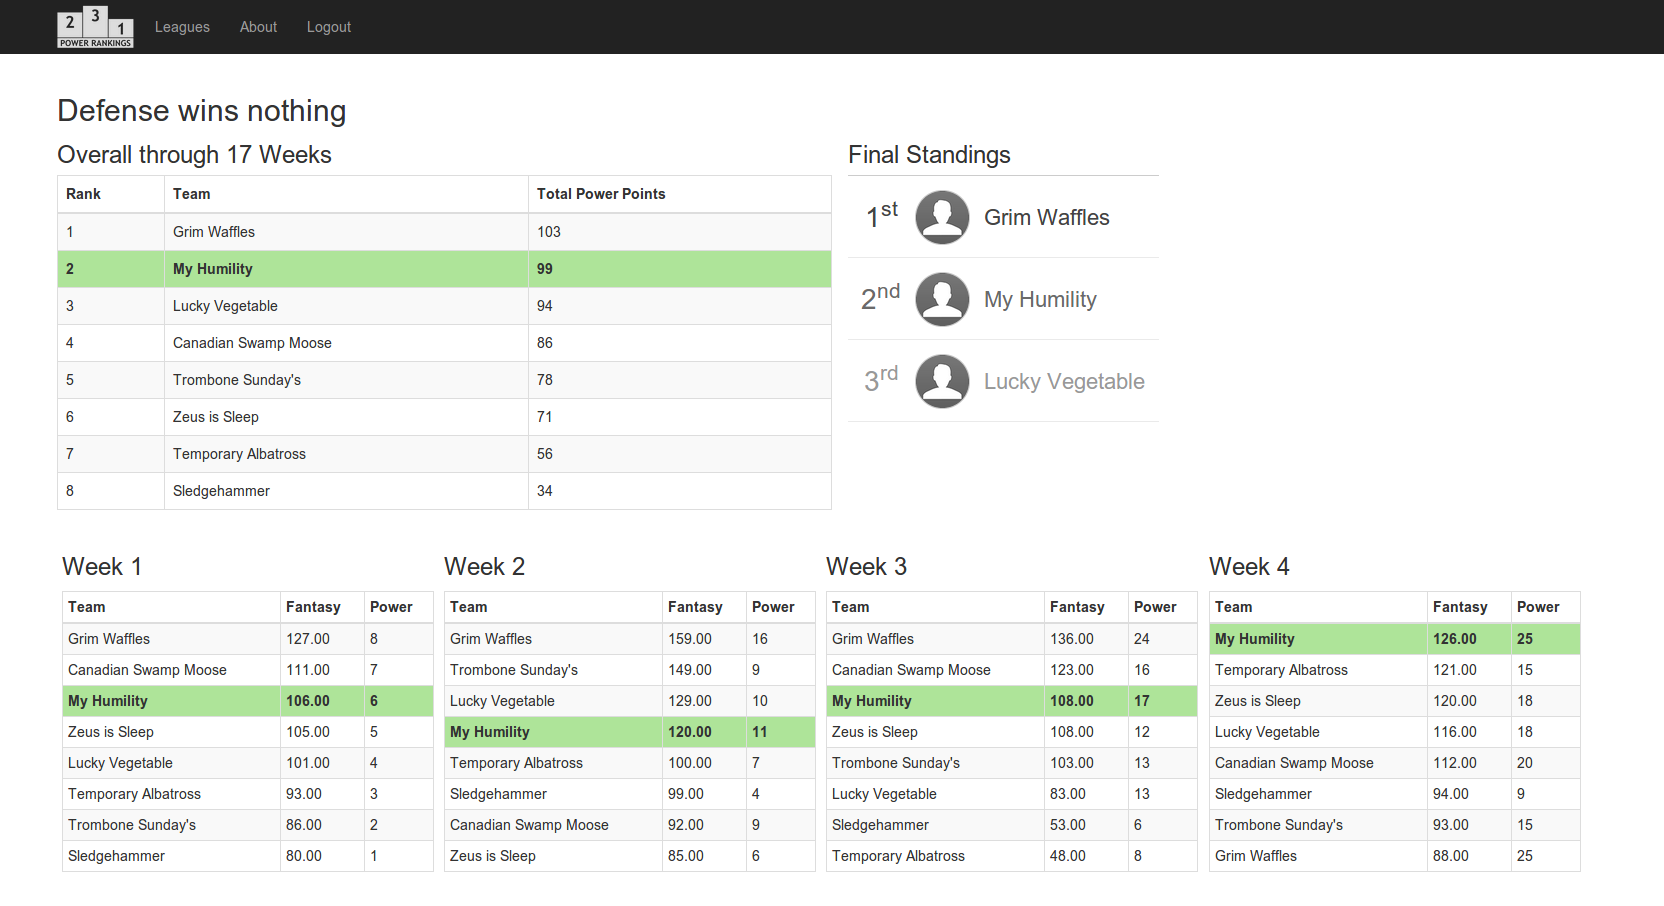 2 3 1
POWER RANKINGS
Leagues About Logout
Defense wins nothing
Overall through 17 Weeks
Rank Team Total Power Points
1 Grim Waffles 103
2 My Humility 99
3 Lucky Vegetable 94
4 Canadian Swamp Moose 86
5 Trombone Sunday's 78
6 Zeus is Sleep 71
7 Temporary Albatross 56
8 Sledgehammer 34
Final Standings
1st Grim Waffles
2nd My Humility
3rd Lucky Vegetable
Week 1
Team Fantasy Power
Grim Waffles 127.00 8
Canadian Swamp Moose 111.00 7
My Humility 106.00 6
Zeus is Sleep 105.00 5
Lucky Vegetable 101.00 4
Temporary Albatross 93.00 3
Trombone Sunday's 86.00 2
Sledgehammer 80.00 1
Week 2
Team Fantasy Power
Grim Waffles 159.00 16
Trombone Sunday's 149.00 9
Lucky Vegetable 129.00 10
My Humility 120.00 11
Temporary Albatross 100.00 7
Sledgehammer 99.00 4
Canadian Swamp Moose 92.00 9
Zeus is Sleep 85.00 6
Week 3
Team Fantasy Power
Grim Waffles 136.00 24
Canadian Swamp Moose 123.00 16
My Humility 108.00 17
Zeus is Sleep 108.00 12
Trombone Sunday's 103.00 13
Lucky Vegetable 83.00 13
Sledgehammer 53.00 6
Temporary Albatross 48.00 8
Week 4
Team Fantasy Power
My Humility 126.00 25
Temporary Albatross 121.00 15
Zeus is Sleep 120.00 18
Lucky Vegetable 116.00 18
Canadian Swamp Moose 112.00 20
Sledgehammer 94.00 9
Trombone Sunday's 93.00 15
Grim Waffles 88.00 25